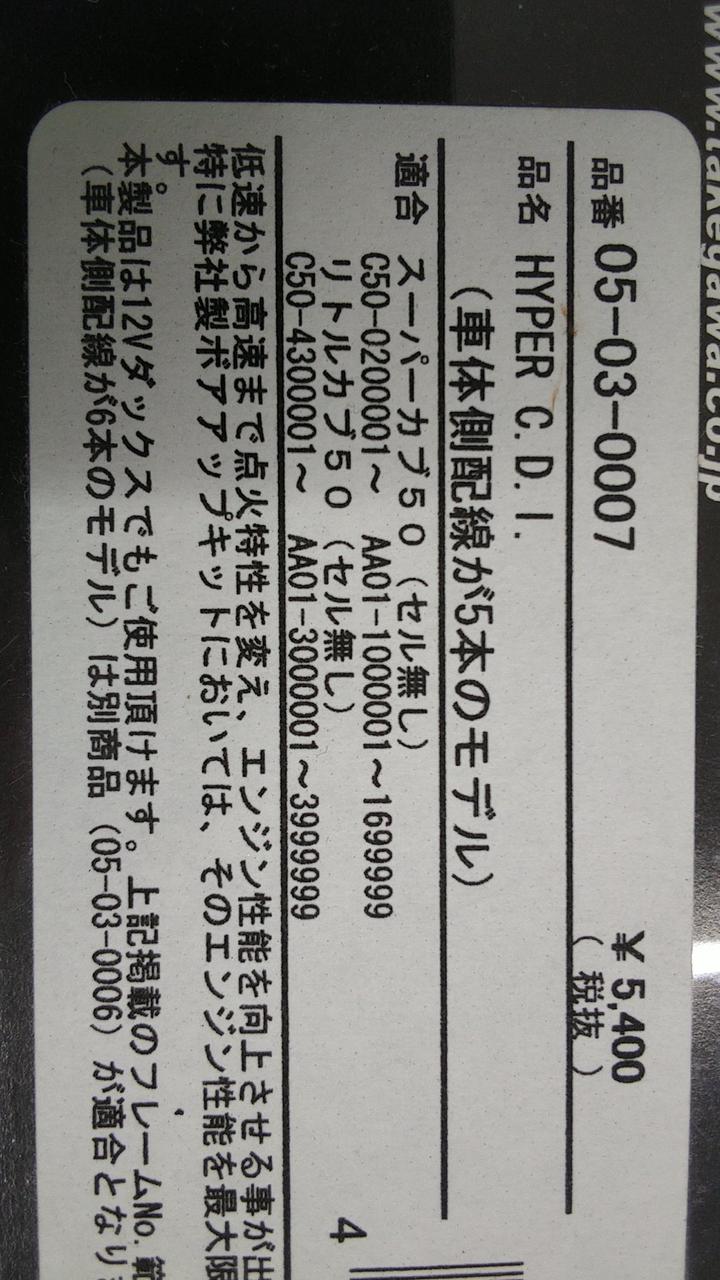 www.takegawa.co.jp
品番 05-03-0007 ¥5,400
(税抜)
品名 HYPER C.D.I.
(車体側配線が5本のモデル)
適合 スーパーカブ50(セル無し)
C50-0200001～ AA01-1000001～1699999
リトルカブ50(セル無し)
C50-4300001～ AA01-3000001～3999999
低速から高速まで点火特性を変え、エンジン性能を向上させる事が出
特に弊社製ボアアップキットにおいては、そのエンジン性能を最大限
す。
本製品は12Vダックスでもご使用頂けます。上記掲載のフレームNo.範
(車体側配線が6本のモデル)は別商品(05-03-0006)が適合となりま
4